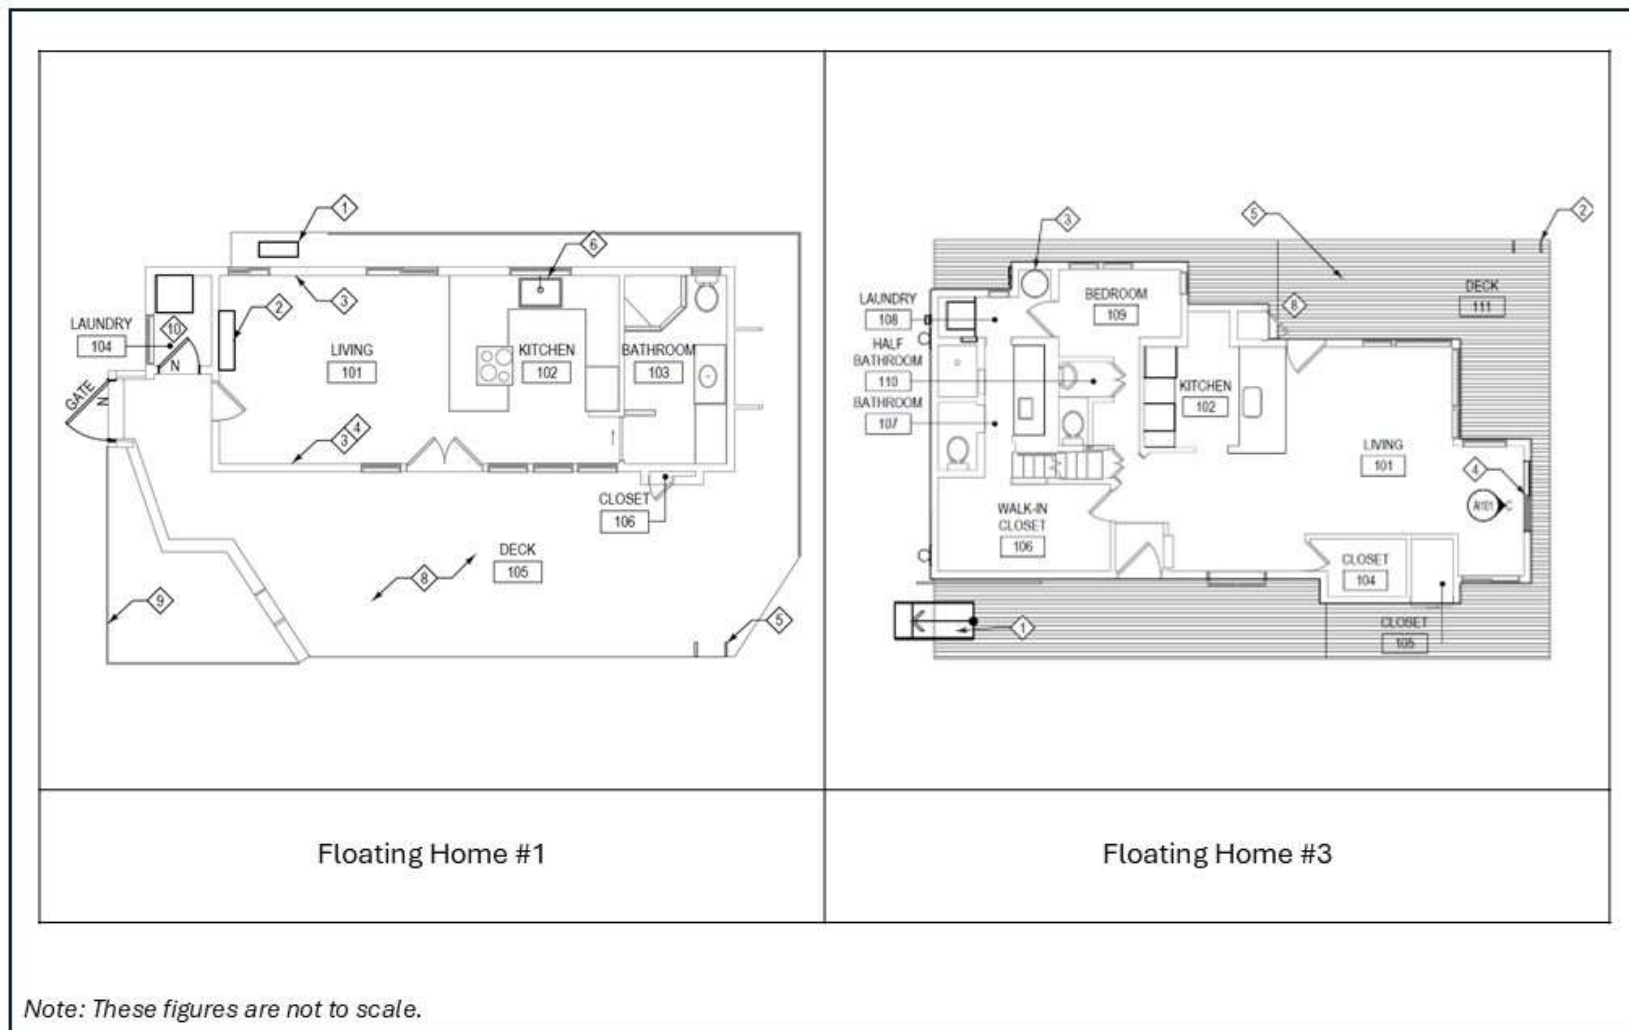 1
6
2
3
LAUNDRY
104
10
N
GATE
N
LIVING
101
KITCHEN
102
BATHROOM
103
3
4
CLOSET
106
DECK
105
8
9
5
3
5
2
LAUNDRY
108
BEDROOM
109
8
DECK
111
HALF
BATHROOM
110
BATHROOM
107
KITCHEN
102
LIVING
101
4
AI101
C
WALK-IN
CLOSET
106
CLOSET
104
1
CLOSET
105
Floating Home #1
Floating Home #3
Note: These figures are not to scale.